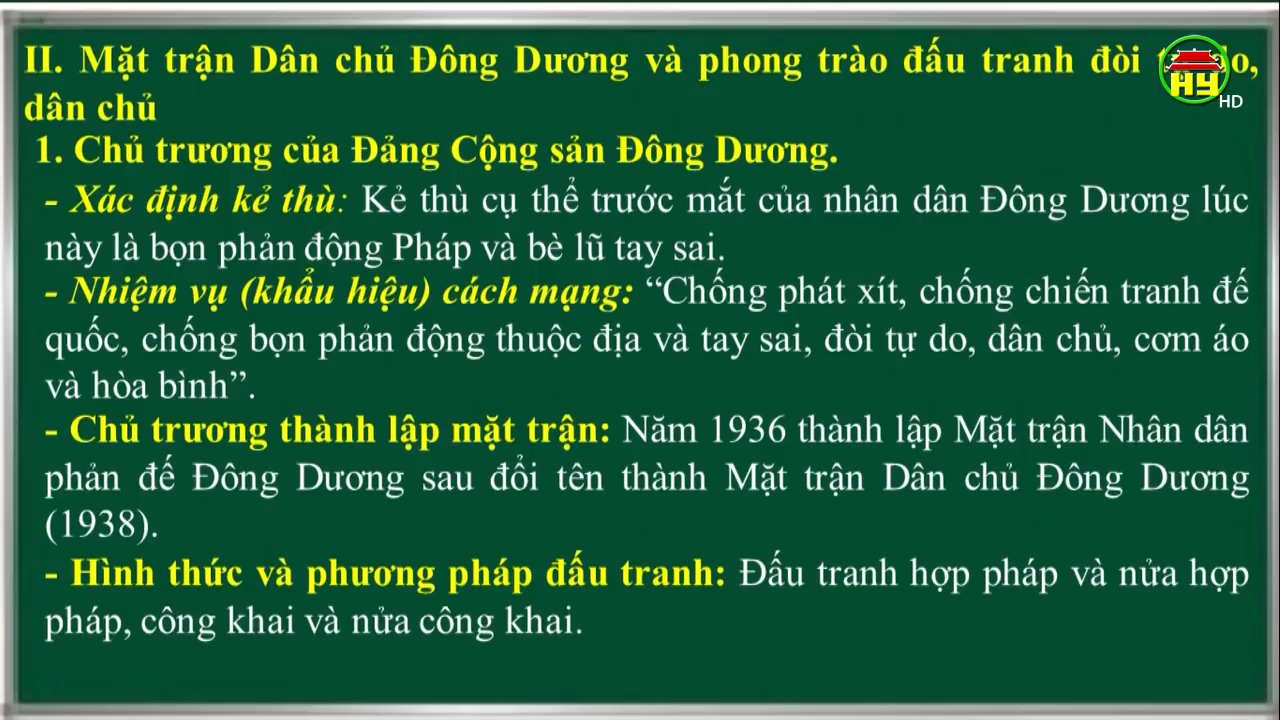 II. Mặt trận Dân chủ Đông Dương và phong trào đấu tranh đòi
dân chủ
HY
HD
1. Chủ trương của Đảng Cộng sản Đông Dương.
- Xác định kẻ thù: Kẻ thù cụ thể trước mắt của nhân dân Đông Dương lúc
này là bọn phản động Pháp và bè lũ tay sai.
- Nhiệm vụ (khẩu hiệu) cách mạng: “Chống phát xít, chống chiến tranh đế
quốc, chống bọn phản động thuộc địa và tay sai, đòi tự do, dân chủ, cơm áo
và hòa bình”.
- Chủ trương thành lập mặt trận: Năm 1936 thành lập Mặt trận Nhân dân
phản đế Đông Dương sau đổi tên thành Mặt trận Dân chủ Đông Dương
(1938).
- Hình thức và phương pháp đấu tranh: Đấu tranh hợp pháp và nửa hợp
pháp, công khai và nửa công khai.